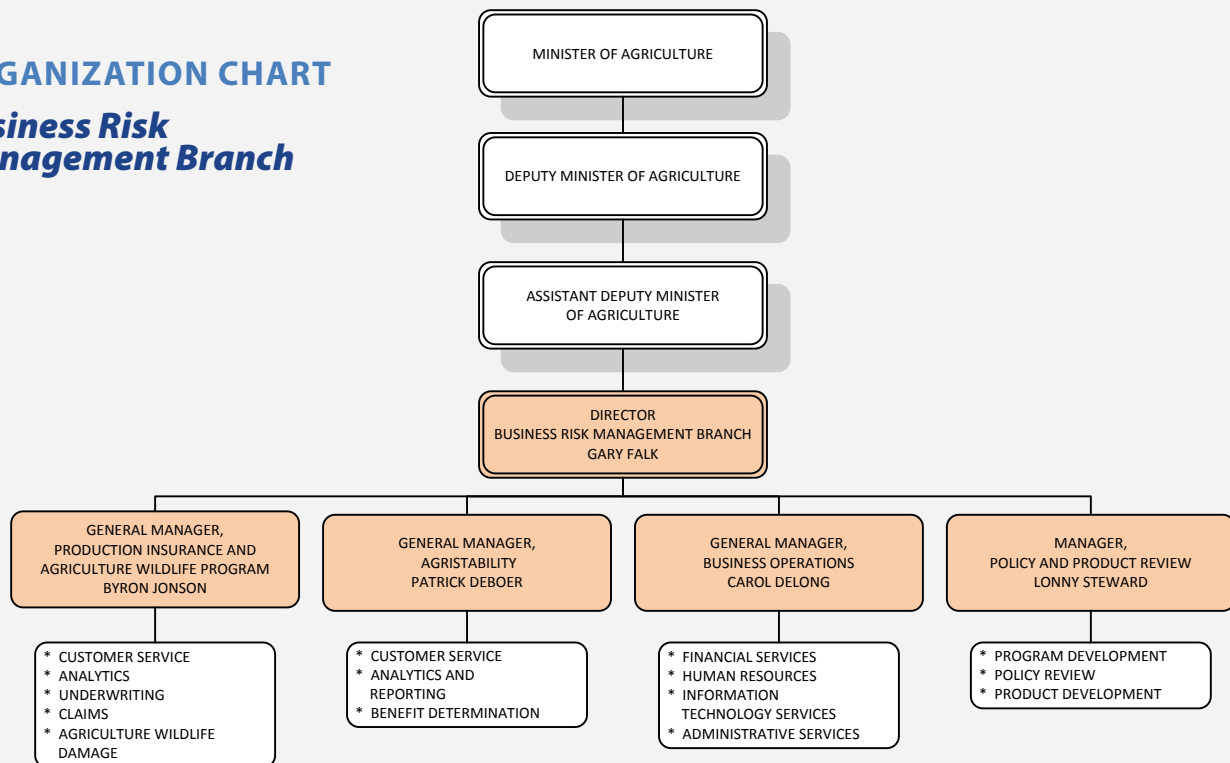 GANIZATION CHART
siness Risk
nagement Branch
MINISTER OF AGRICULTURE
DEPUTY MINISTER OF AGRICULTURE
ASSISTANT DEPUTY MINISTER
OF AGRICULTURE
DIRECTOR
BUSINESS RISK MANAGEMENT BRANCH
GARY FALK
GENERAL MANAGER,
PRODUCTION INSURANCE AND
AGRICULTURE WILDLIFE PROGRAM
BYRON JONSON
GENERAL MANAGER,
AGRISTABILITY
PATRICK DEBOER
GENERAL MANAGER,
BUSINESS OPERATIONS
CAROL DELONG
MANAGER,
POLICY AND PRODUCT REVIEW
LONNY STEWARD
* CUSTOMER SERVICE
* ANALYTICS
* UNDERWRITING
* CLAIMS
* AGRICULTURE WILDLIFE
DAMAGE
* CUSTOMER SERVICE
* ANALYTICS AND
REPORTING
* BENEFIT DETERMINATION
* FINANCIAL SERVICES
* HUMAN RESOURCES
* INFORMATION
TECHNOLOGY SERVICES
* ADMINISTRATIVE SERVICES
* PROGRAM DEVELOPMENT
* POLICY REVIEW
* PRODUCT DEVELOPMENT